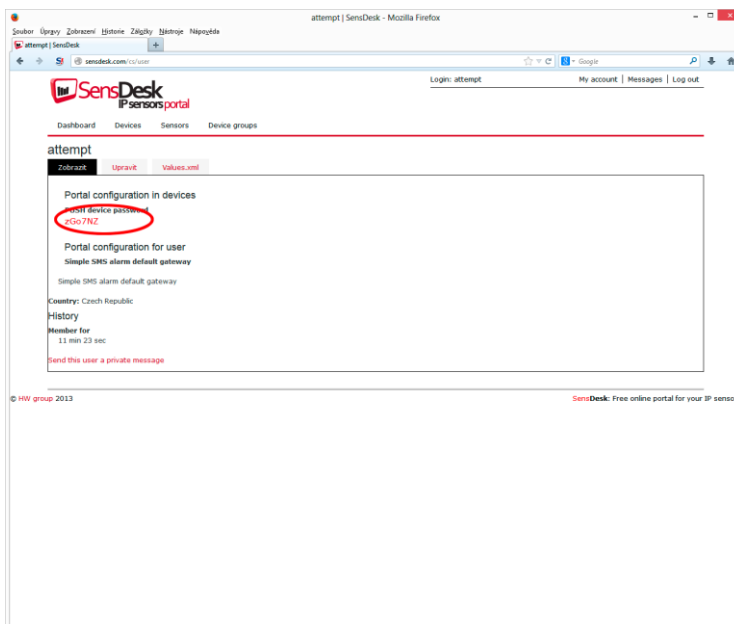 attempt | SensDesk - Mozilla Firefox
Soubor Úpravy Zobrazení Historie Záložky Nástroje Nápověda
attempt | SensDesk
sensdesk.com/cs/user
Google
Login: attempt
My account | Messages | Log out
SensDesk
IP sensors portal
Dashboard Devices Sensors Device groups
attempt
Zobrazit Upravit Values.xml
Portal configuration in devices
PUSH device password
zGo7NZ
Portal configuration for user
Simple SMS alarm default gateway
Simple SMS alarm default gateway
Country: Czech Republic
History
Member for
11 min 23 sec
Send this user a private message
© HW group 2013
SensDesk: Free online portal for your IP senso